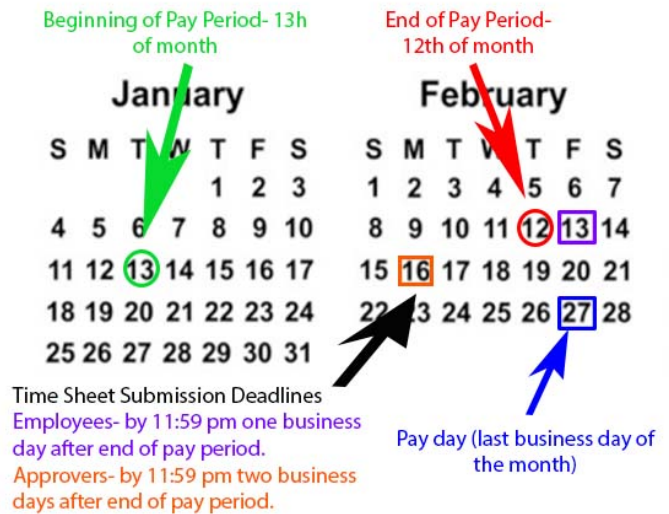 Beginning of Pay Period- 13h
of month
End of Pay Period-
12th of month
January
February
S M T W T F S
S M T W T F S
1 2 3
1 2 3 4 5 6 7
4 5 6 7 8 9 10
8 9 10 11 12 13 14
11 12 13 14 15 16 17
15 16 17 18 19 20 21
18 19 20 21 22 23 24
22 23 24 25 26 27 28
25 26 27 28 29 30 31
Time Sheet Submission Deadlines
Employees- by 11:59 pm one business
day after end of pay period.
Approvers- by 11:59 pm two business
days after end of pay period.
Pay day (last business day of
the month)